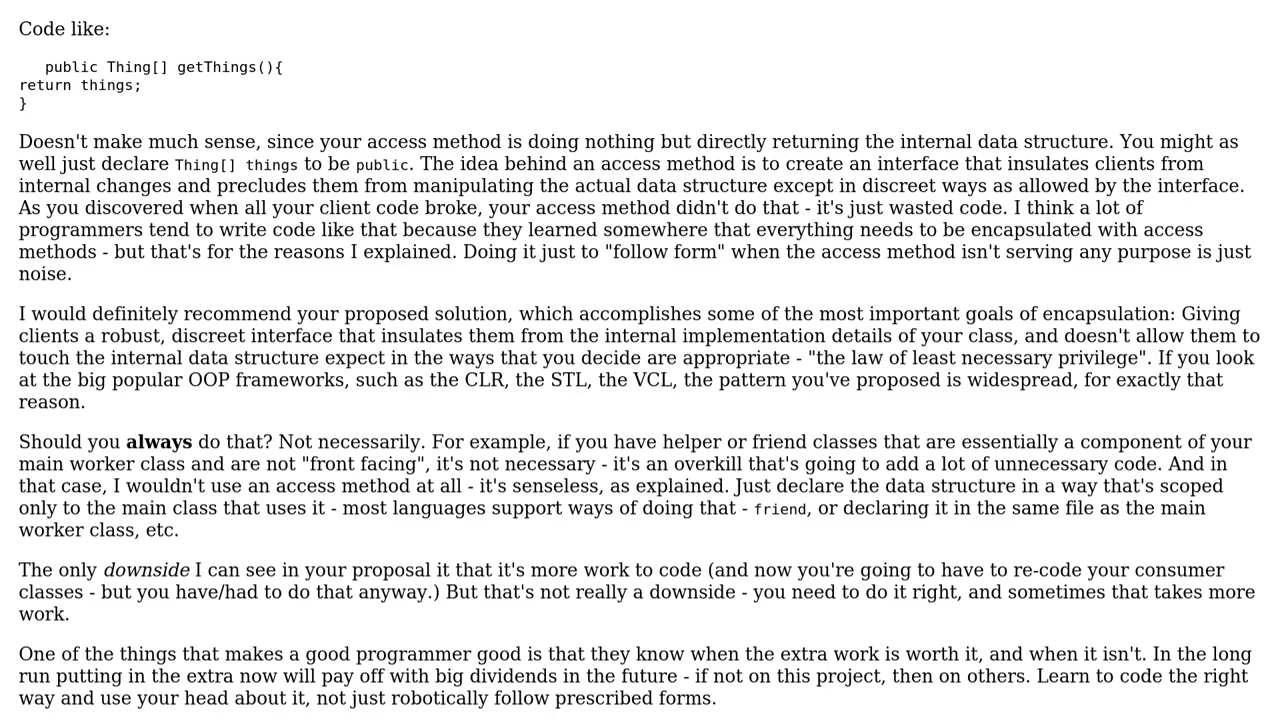 Code like:
public Thing[] getThings(){
return things;
}
Doesn't make much sense, since your access method is doing nothing but directly returning the internal data structure. You might as
well just declare Thing[] things to be public. The idea behind an access method is to create an interface that insulates clients from
internal changes and precludes them from manipulating the actual data structure except in discreet ways as allowed by the interface.
As you discovered when all your client code broke, your access method didn't do that - it's just wasted code. I think a lot of
programmers tend to write code like that because they learned somewhere that everything needs to be encapsulated with access
methods - but that's for the reasons I explained. Doing it just to "follow form" when the access method isn't serving any purpose is just
noise.
I would definitely recommend your proposed solution, which accomplishes some of the most important goals of encapsulation: Giving
clients a robust, discreet interface that insulates them from the internal implementation details of your class, and doesn't allow them to
touch the internal data structure expect in the ways that you decide are appropriate - "the law of least necessary privilege". If you look
at the big popular OOP frameworks, such as the CLR, the STL, the VCL, the pattern you've proposed is widespread, for exactly that
reason.
Should you always do that? Not necessarily. For example, if you have helper or friend classes that are essentially a component of your
main worker class and are not "front facing", it's not necessary - it's an overkill that's going to add a lot of unnecessary code. And in
that case, I wouldn't use an access method at all - it's senseless, as explained. Just declare the data structure in a way that's scoped
only to the main class that uses it - most languages support ways of doing that - friend, or declaring it in the same file as the main
worker class, etc.
The only downside I can see in your proposal it that it's more work to code (and now you're going to have to re-code your consumer
classes - but you have/had to do that anyway.) But that's not really a downside - you need to do it right, and sometimes that takes more
work.
One of the things that makes a good programmer good is that they know when the extra work is worth it, and when it isn't. In the long
run putting in the extra now will pay off with big dividends in the future - if not on this project, then on others. Learn to code the right
way and use your head about it, not just robotically follow prescribed forms.